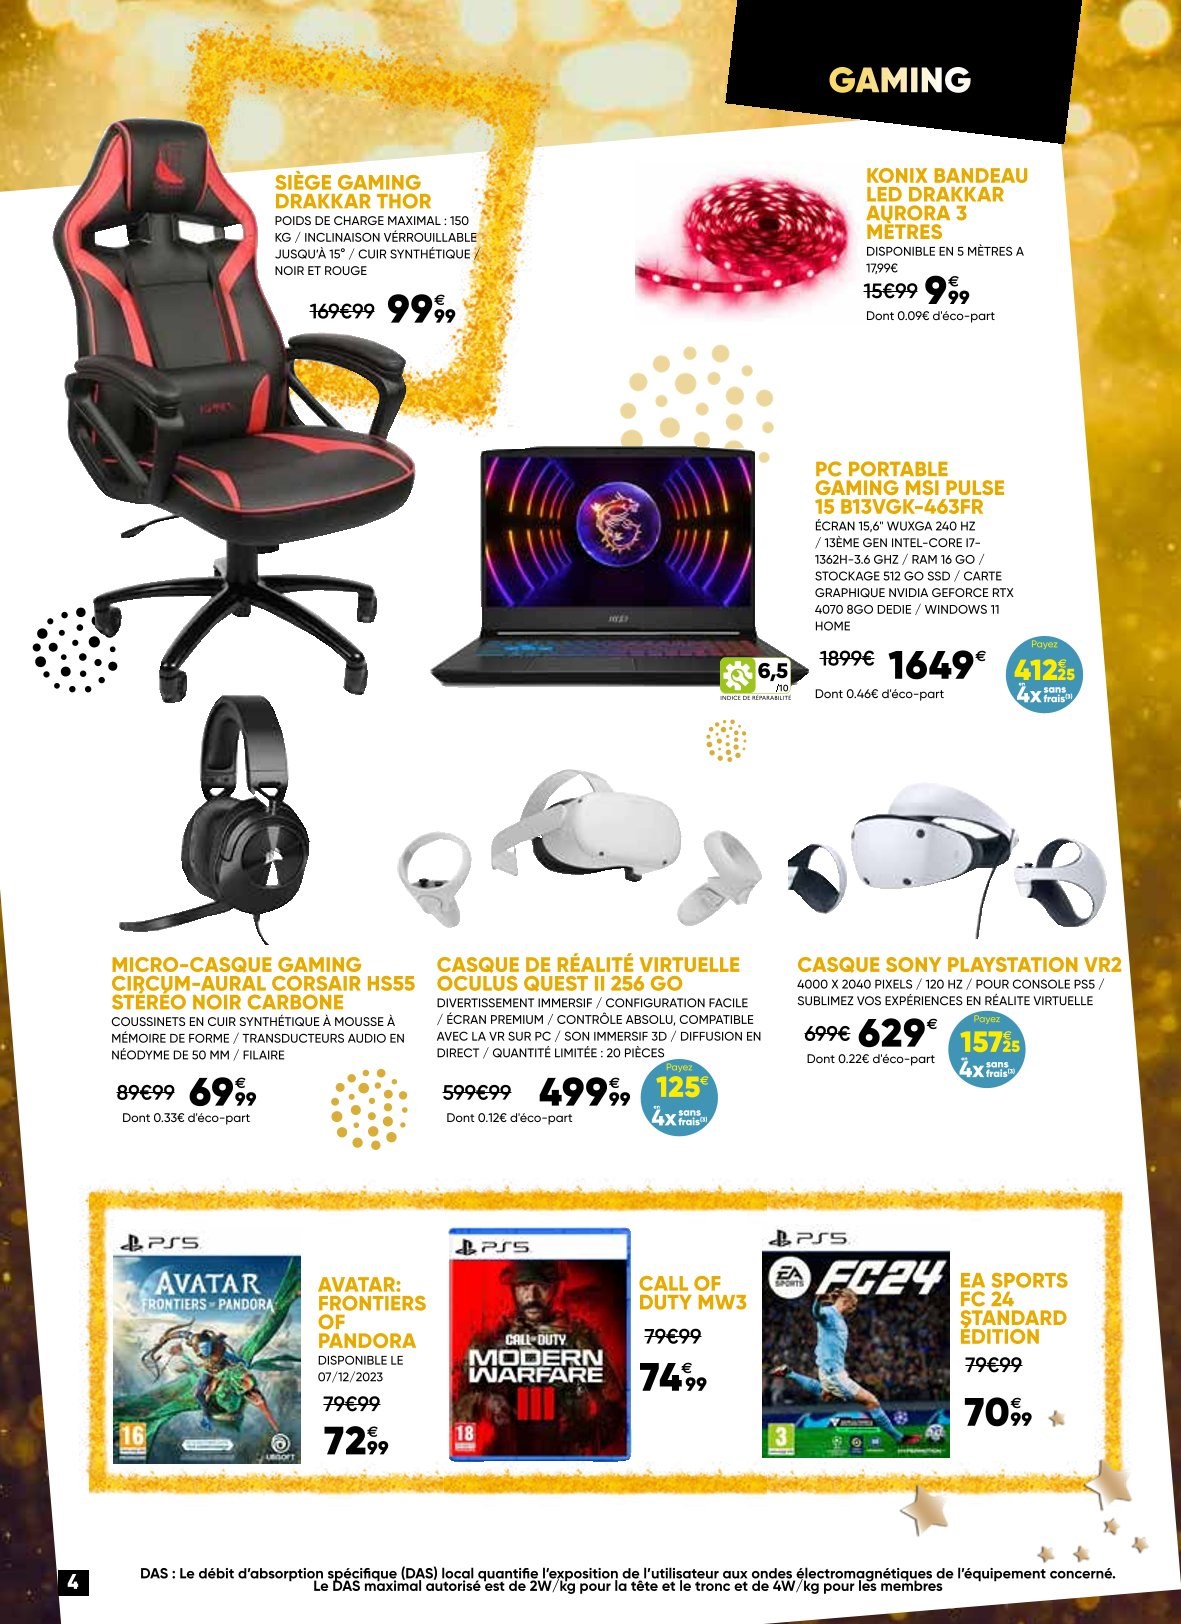 GAMING
SIÈGE GAMING
DRAKKAR THOR
POIDS DE CHARGE MAXIMAL : 150
KG / INCLINAISON VÉRROUILLABLE
JUSQU'À 15° / CUIR SYNTHÉTIQUE /
NOIR ET ROUGE
169€99 99€99
KONIX BANDEAU
LED DRAKKAR
AURORA 3
MÈTRES
DISPONIBLE EN 5 MÈTRES A
17,99€
15€99 9€99
Dont 0.09€ d'éco-part
PC PORTABLE
GAMING MSI PULSE
15 B13VGK-463FR
ÉCRAN 15,6" WUXGA 240 HZ
/ 13ÈME GEN INTEL-CORE I7-
1362H-3.6 GHZ / RAM 16 GO /
STOCKAGE 512 GO SSD / CARTE
GRAPHIQUE NVIDIA GEFORCE RTX
4070 8GO DEDIE / WINDOWS 11
HOME
1899€ 1649€
Dont 0.46€ d'éco-part
Payez
412€25
en 4x sans frais(3)
msi
6,5
/10
INDICE DE RÉPARABILITÉ
MICRO-CASQUE GAMING
CIRCUM-AURAL CORSAIR HS55
STÉRÉO NOIR CARBONE
COUSSINETS EN CUIR SYNTHÉTIQUE À MOUSSE À
MÉMOIRE DE FORME / TRANSDUCTEURS AUDIO EN
NÉODYME DE 50 MM / FILAIRE
89€99 69€99
Dont 0.33€ d'éco-part
CASQUE DE RÉALITÉ VIRTUELLE
OCULUS QUEST II 256 GO
DIVERTISSEMENT IMMERSIF / CONFIGURATION FACILE
/ ÉCRAN PREMIUM / CONTRÔLE ABSOLU, COMPATIBLE
AVEC LA VR SUR PC / SON IMMERSIF 3D / DIFFUSION EN
DIRECT / QUANTITÉ LIMITÉE : 20 PIÈCES
599€99 499€99
Dont 0.12€ d'éco-part
Payez
125€
en 4x sans frais(3)
CASQUE SONY PLAYSTATION VR2
4000 X 2040 PIXELS / 120 HZ / POUR CONSOLE PS5 /
SUBLIMEZ VOS EXPÉRIENCES EN RÉALITE VIRTUELLE
699€ 629€
Dont 0.22€ d'éco-part
Payez
157€25
en 4x sans frais(3)
PS5
AVATAR
FRONTIERS OF PANDORA
16
UBISOFT
AVATAR:
FRONTIERS
OF
PANDORA
DISPONIBLE LE
07/12/2023
79€99
72€99
PS5
CALL OF DUTY
MODERN
WARFARE
III
18
CALL OF
DUTY MW3
79€99
74€99
PS5
EA
SPORTS
FC24
3
EA SPORTS
FC 24
STANDARD
ÉDITION
79€99
70€99
4
DAS : Le débit d'absorption spécifique (DAS) local quantifie l'exposition de l'utilisateur aux ondes électromagnétiques de l'équipement concerné.
Le DAS maximal autorisé est de 2W/kg pour la tête et le tronc et de 4W/kg pour les membres